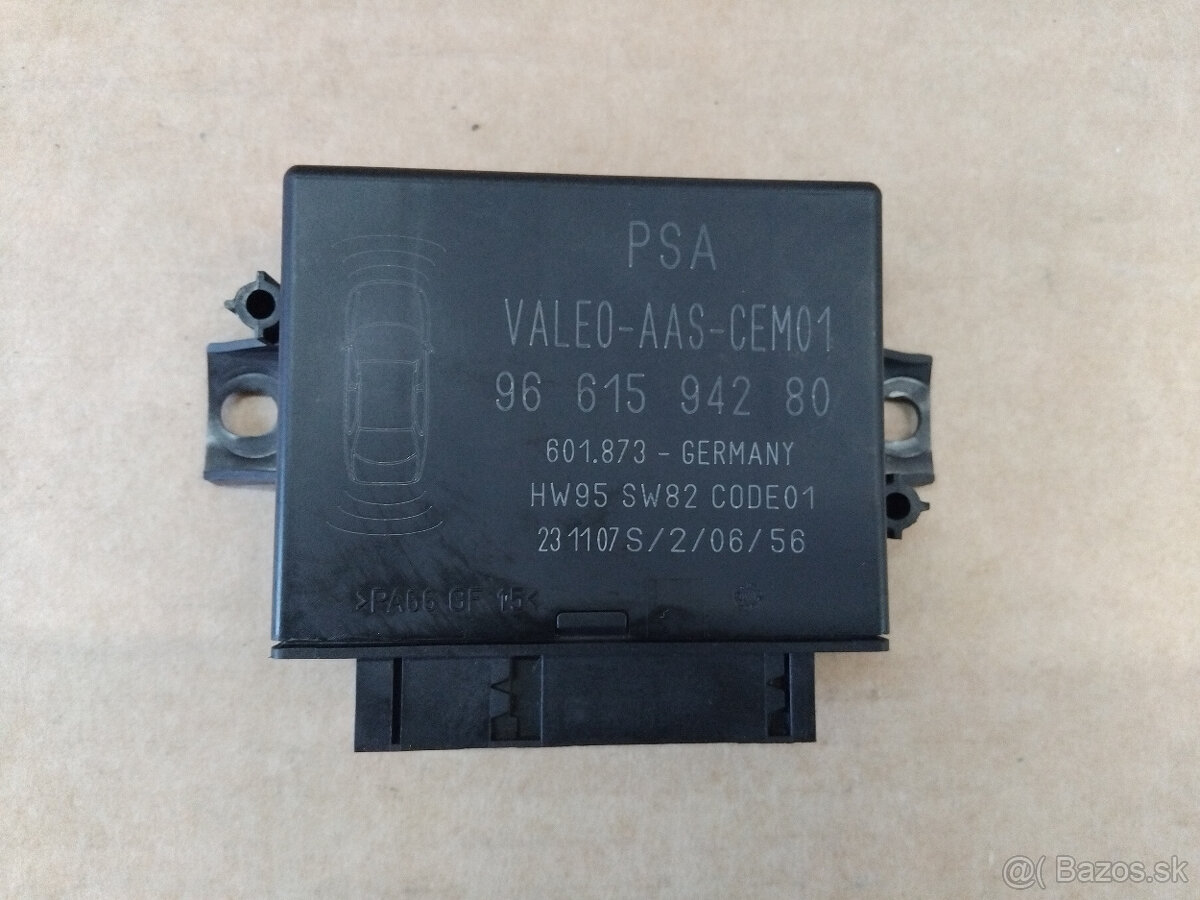 PSA
VALEO-AAS-CEM01
96 615 942 80
601.873 - GERMANY
HW95 SW82 CODE01
231107S/2/06/56
>PA66 GF 15<
@( Bazos.sk